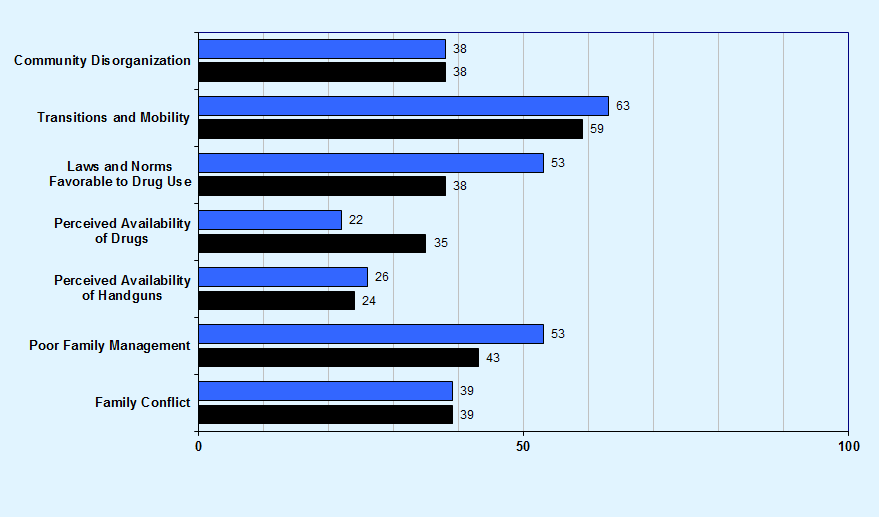 Community Disorganization
38
38
Transitions and Mobility
63
59
Laws and Norms
Favorable to Drug Use
53
38
Perceived Availability
of Drugs
22
35
Perceived Availability
of Handguns
26
24
Poor Family Management
53
43
Family Conflict
39
39
0 50 100